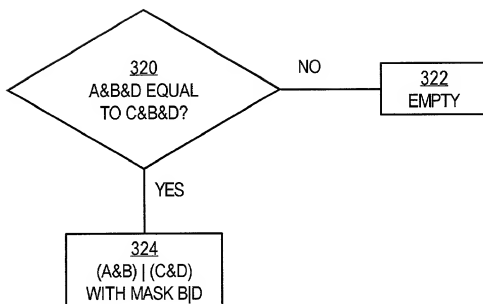 320
A&B&D EQUAL
TO C&B&D?
NO
322
EMPTY
YES
324
(A&B) | (C&D)
WITH MASK B|D